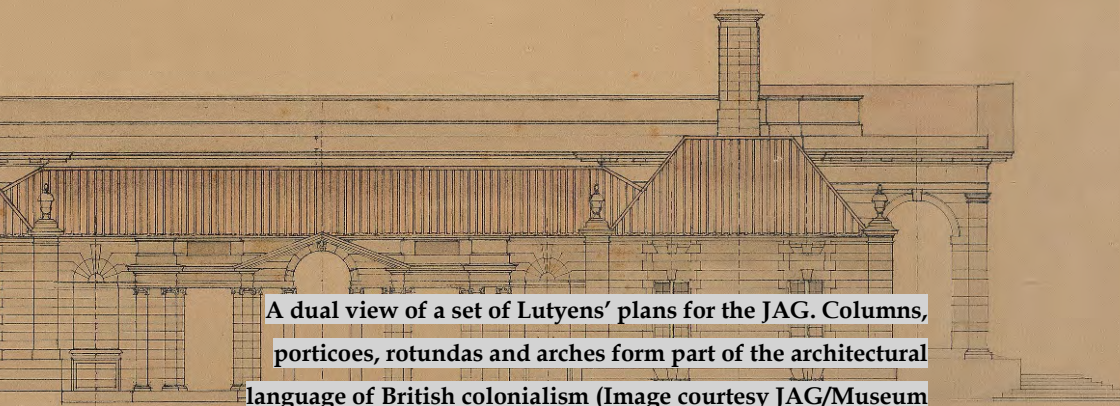 A dual view of a set of Lutyens’ plans for the JAG. Columns,
porticoes, rotundas and arches form part of the architectural
language of British colonialism (Image courtesy JAG/Museum